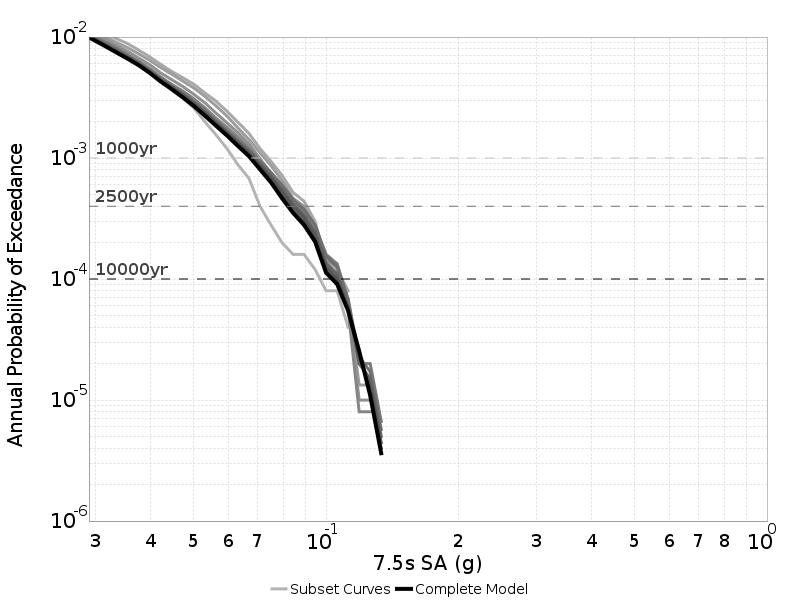 10-2
10-3
10-4
10-5
10-6
Annual Probability of Exceedance
1000yr
2500yr
10000yr
3 4 5 6 7 10-1 2 3 4 5 6 7 8 100
7.5s SA (g)
Subset Curves Complete Model